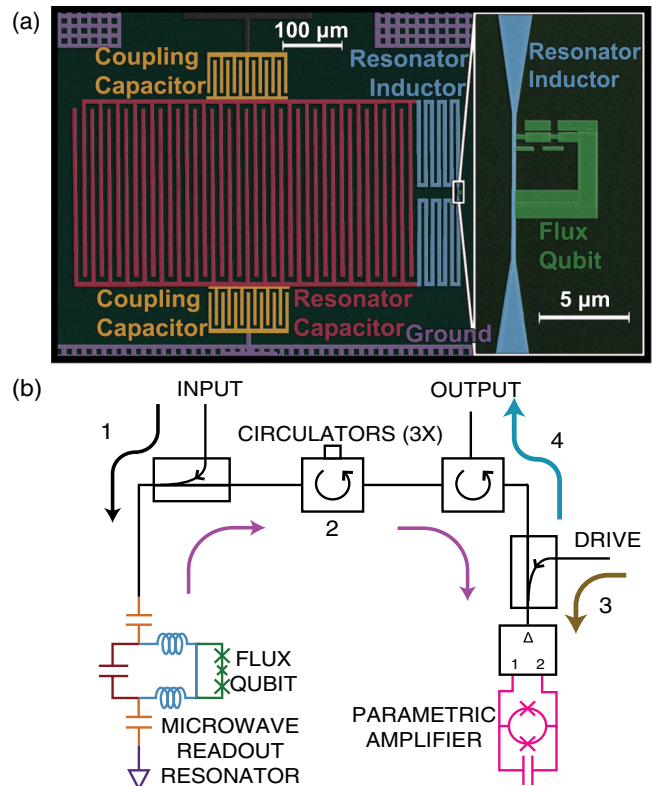 (a)
100 µm
Coupling
Capacitor
Resonator
Inductor
Resonator
Inductor
Flux
Qubit
5 µm
Coupling
Capacitor
Resonator
Capacitor
Ground
(b)
INPUT
OUTPUT
1
CIRCULATORS (3X)
4
2
DRIVE
3
Δ
1 2
FLUX
QUBIT
MICROWAVE
READOUT
RESONATOR
PARAMETRIC
AMPLIFIER